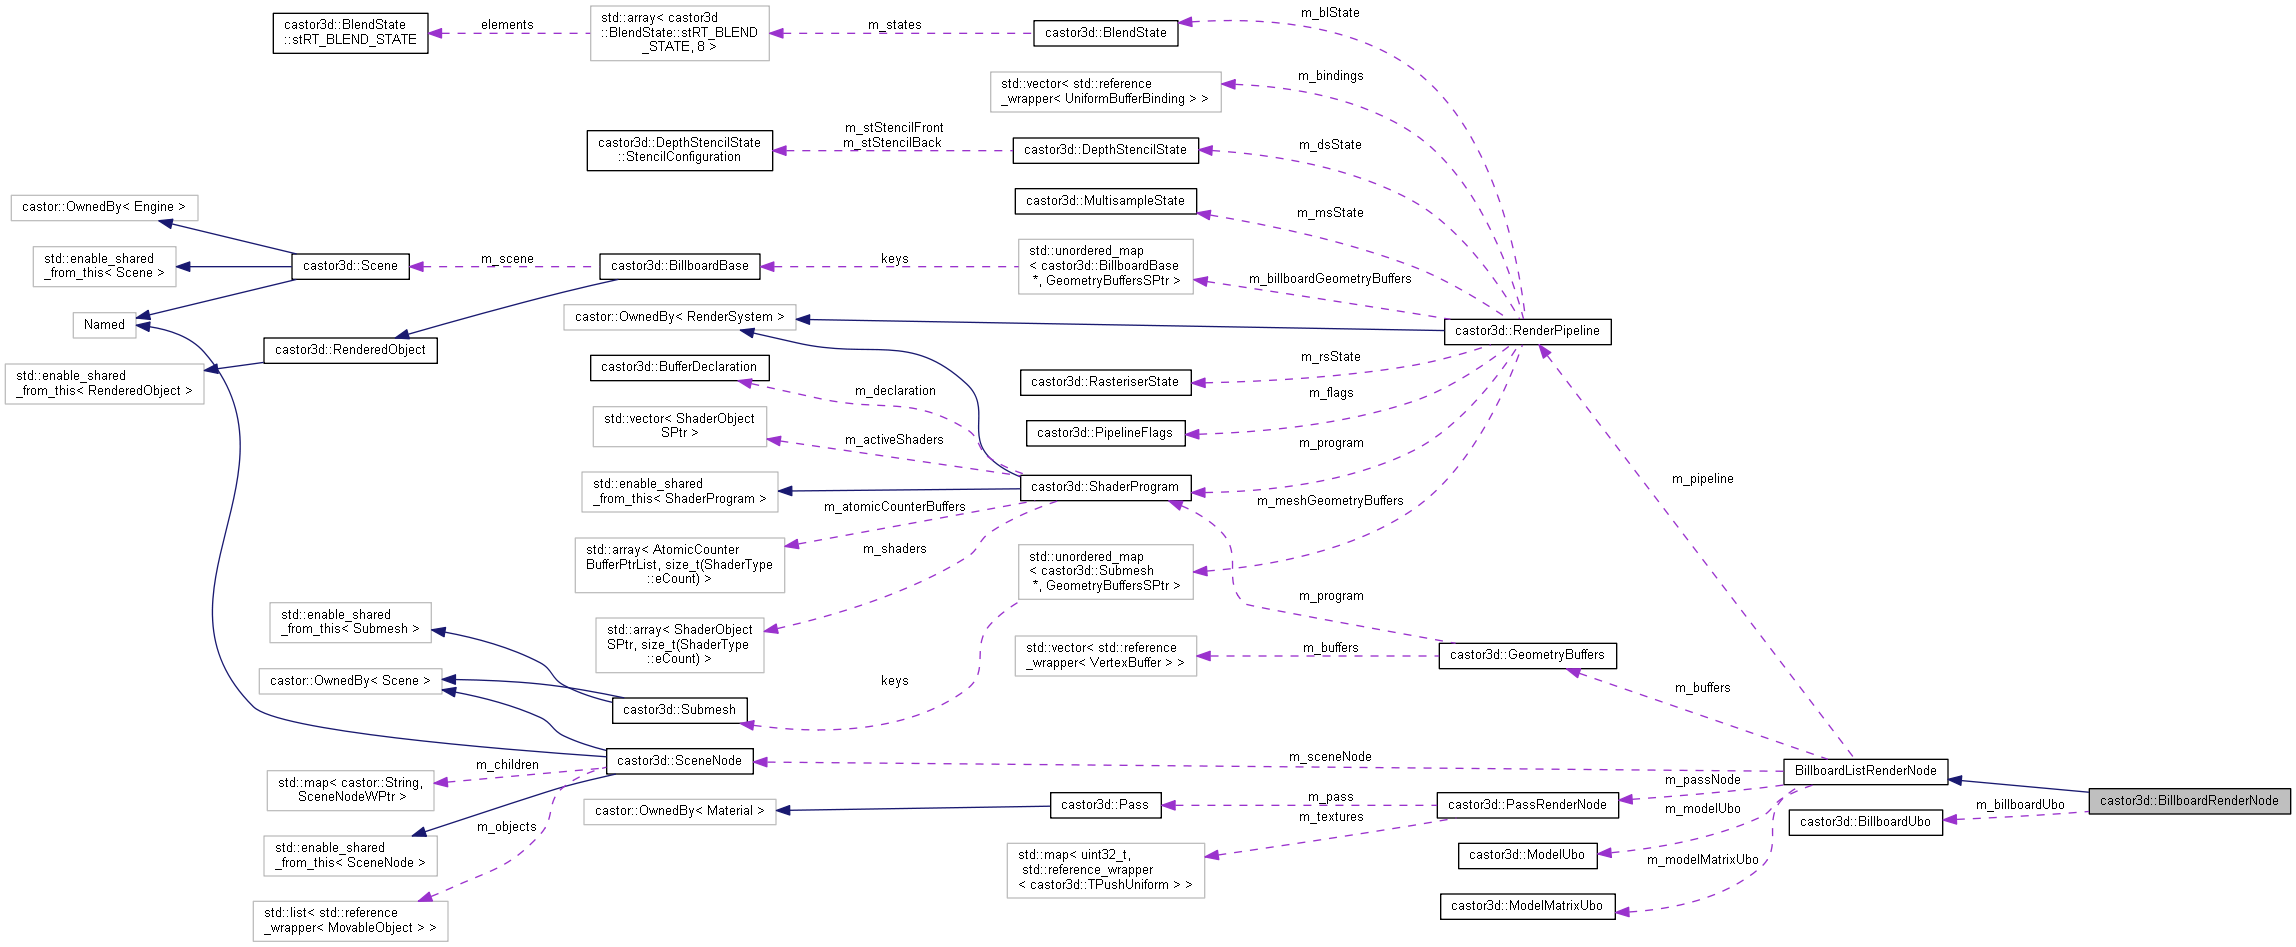 castor3d::BlendState
::stRT_BLEND_STATE
elements
std::array< castor3d
::BlendState::stRT_BLEND
_STATE, 8 >
m_states
castor3d::BlendState
m_blState
std::vector< std::reference
_wrapper< UniformBufferBinding > >
m_bindings
castor3d::DepthStencilState
::StencilConfiguration
m_stStencilFront
m_stStencilBack
castor3d::DepthStencilState
m_dsState
castor3d::MultisampleState
m_msState
castor::OwnedBy< Engine >
std::enable_shared
_from_this< Scene >
castor3d::Scene
m_scene
castor3d::BillboardBase
keys
std::unordered_map
< castor3d::BillboardBase
*, GeometryBuffersSPtr >
m_billboardGeometryBuffers
Named
castor::OwnedBy< RenderSystem >
castor3d::RenderPipeline
castor3d::RenderedObject
std::enable_shared
_from_this< RenderedObject >
castor3d::BufferDeclaration
m_declaration
castor3d::RasteriserState
m_rsState
m_flags
castor3d::PipelineFlags
std::vector< ShaderObject
SPtr >
m_activeShaders
m_program
std::enable_shared
_from_this< ShaderProgram >
castor3d::ShaderProgram
m_pipeline
m_atomicCounterBuffers
m_meshGeometryBuffers
std::array< AtomicCounter
BufferPtrList, size_t(ShaderType
::eCount) >
m_shaders
std::unordered_map
< castor3d::Submesh
*, GeometryBuffersSPtr >
m_program
std::enable_shared
_from_this< Submesh >
std::array< ShaderObject
SPtr, size_t(ShaderType
::eCount) >
std::vector< std::reference
_wrapper< VertexBuffer > >
m_buffers
castor3d::GeometryBuffers
castor::OwnedBy< Scene >
keys
m_buffers
castor3d::Submesh
castor3d::SceneNode
m_sceneNode
BillboardListRenderNode
m_children
std::map< castor::String,
SceneNodeWPtr >
m_passNode
castor3d::BillboardRenderNode
m_billboardUbo
castor::OwnedBy< Material >
castor3d::Pass
m_pass
castor3d::PassRenderNode
m_modelUbo
castor3d::BillboardUbo
m_textures
m_objects
std::enable_shared
_from_this< SceneNode >
std::map< uint32_t,
std::reference_wrapper
< castor3d::TPushUniform > >
castor3d::ModelUbo
m_modelMatrixUbo
castor3d::ModelMatrixUbo
std::list< std::reference
_wrapper< MovableObject > >